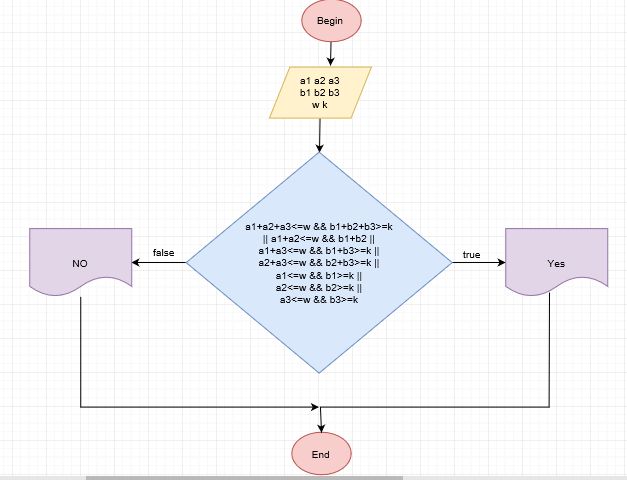 Begin
a1 a2 a3
b1 b2 b3
w k
a1+a2+a3<=w && b1+b2+b3>=k
|| a1+a2<=w && b1+b2 ||
a1+a3<=w && b1+b3>=k ||
a2+a3<=w && b2+b3>=k ||
a1<=w && b1>=k ||
a2<=w && b2>=k ||
a3<=w && b3>=k
false
true
NO
Yes
End